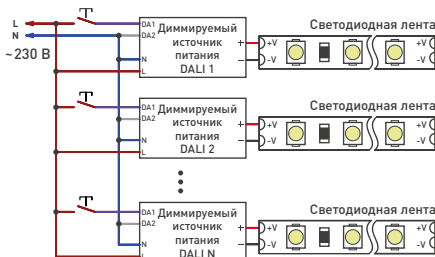 L
N
~230 В
DA1
DA2
N
L
Диммируемый
источник
питания
DALI 1
+
−
Светодиодная лента
+V
-V
+V
-V
DA1
DA2
N
L
Диммируемый
источник
питания
DALI 2
+
−
Светодиодная лента
+V
-V
+V
-V
DA1
DA2
N
L
Диммируемый
источник
питания
DALI N
+
−
Светодиодная лента
+V
-V
+V
-V